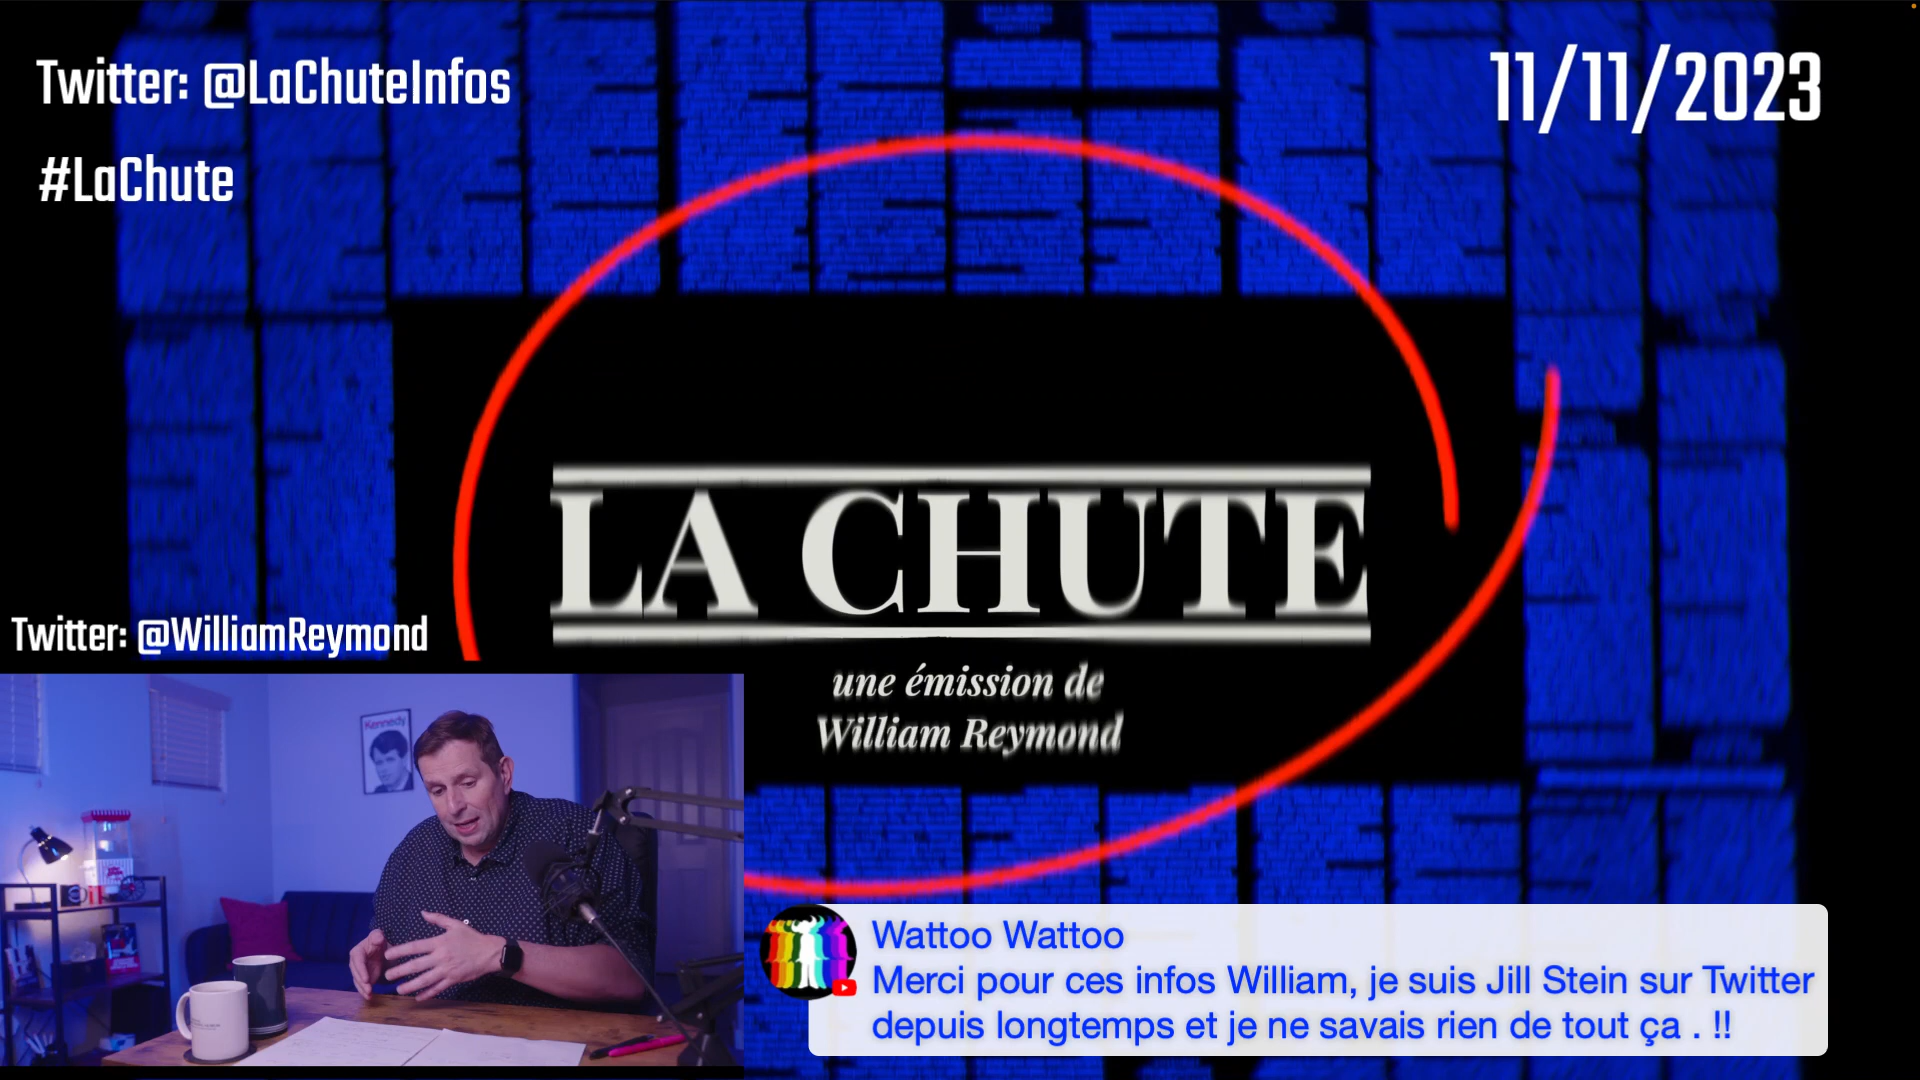 Twitter: @LaChuteInfos
#LaChute
11/11/2023
LA CHUTE
une émission de
William Reymond
Twitter: @WilliamReymond
Kennedy
Wattoo Wattoo
Merci pour ces infos William, je suis Jill Stein sur Twitter
depuis longtemps et je ne savais rien de tout ça . !!